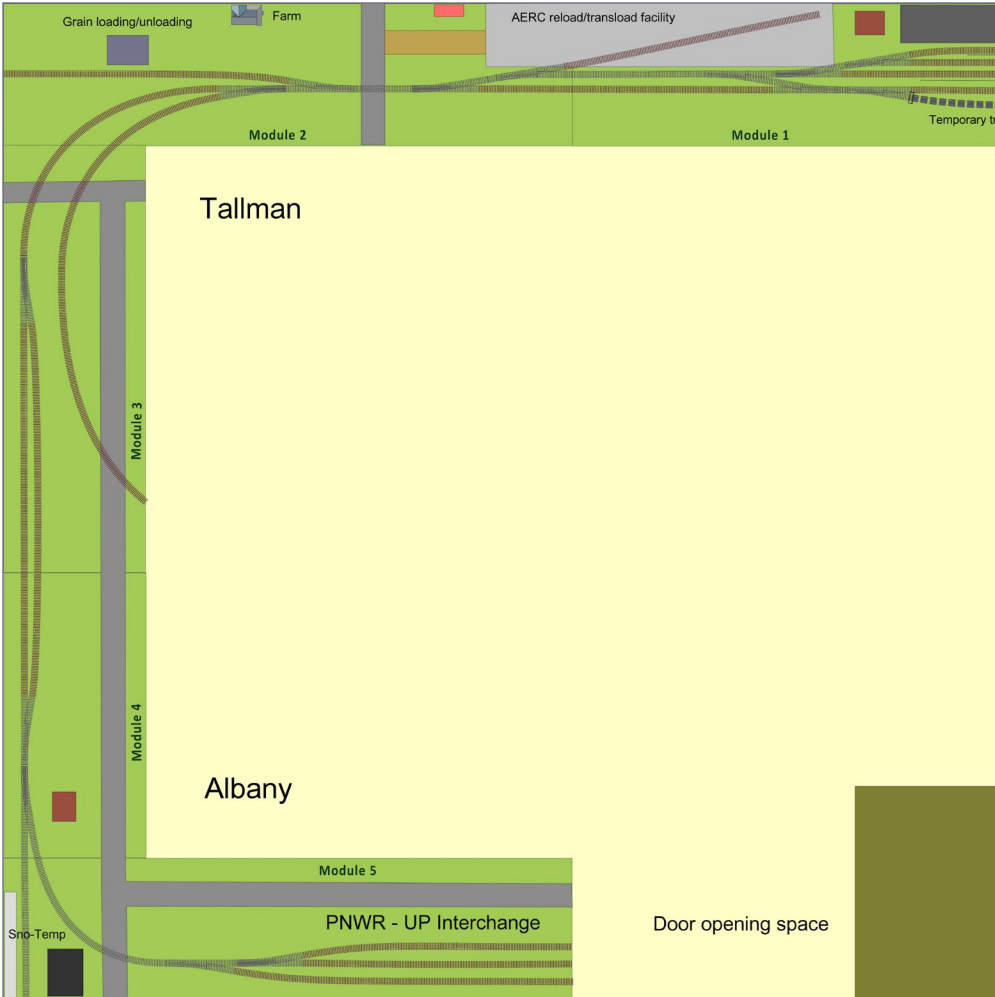 Farm
AERC reload/transload facility
Grain loading/unloading
Temporary
Module 2
Module 1
Tallman
Module 3
Module 4
Albany
Module 5
PNWR - UP Interchange
Door opening space
Sno-Temp